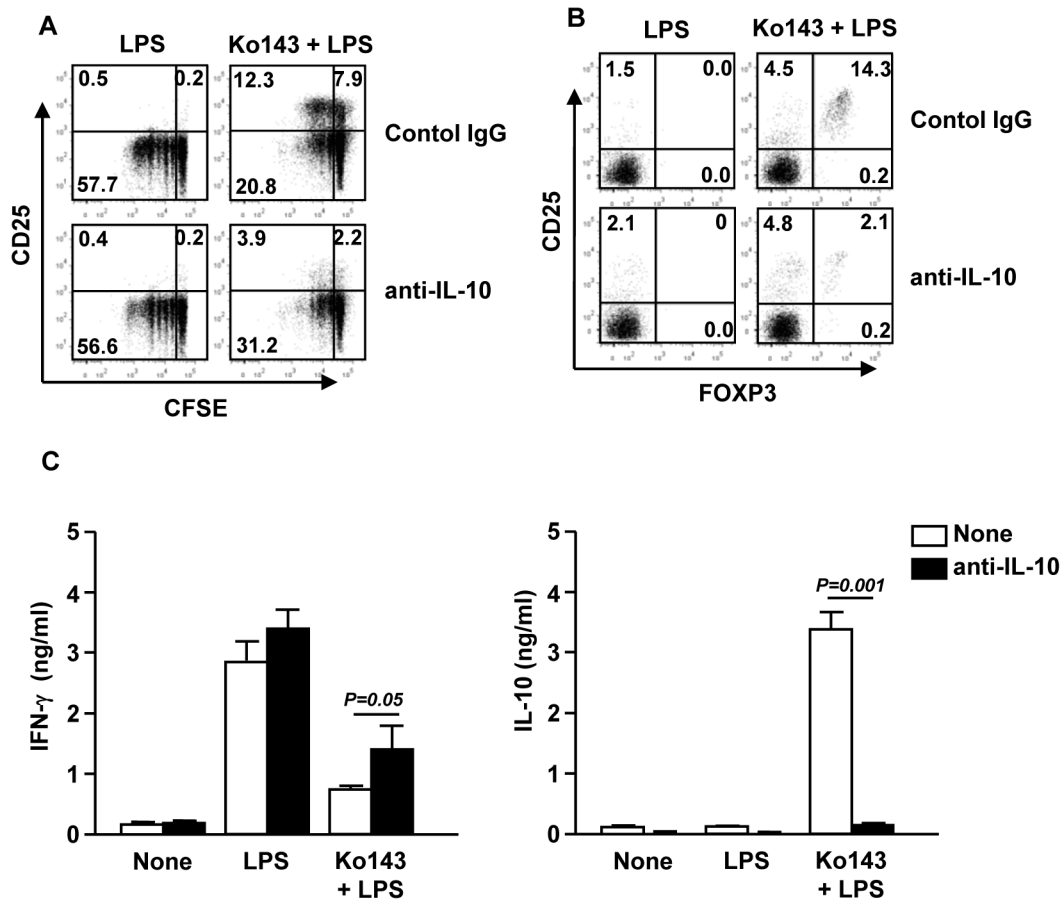 A
B
LPS
Ko143 + LPS
LPS
Ko143 + LPS
0.5
0.2
12.3
7.9
57.7
20.8
Contol IgG
1.5
0.0
4.5
14.3
0.0
0.2
Contol IgG
0.4
0.2
3.9
2.2
56.6
31.2
anti-IL-10
2.1
0
4.8
2.1
0.0
0.2
anti-IL-10
CD25
CFSE
CD25
FOXP3
C
5
4
3
2
1
0
IFN-γ (ng/ml)
P=0.05
None
LPS
Ko143
+ LPS
5
4
3
2
1
0
IL-10 (ng/ml)
P=0.001
None
LPS
Ko143
+ LPS
None
anti-IL-10